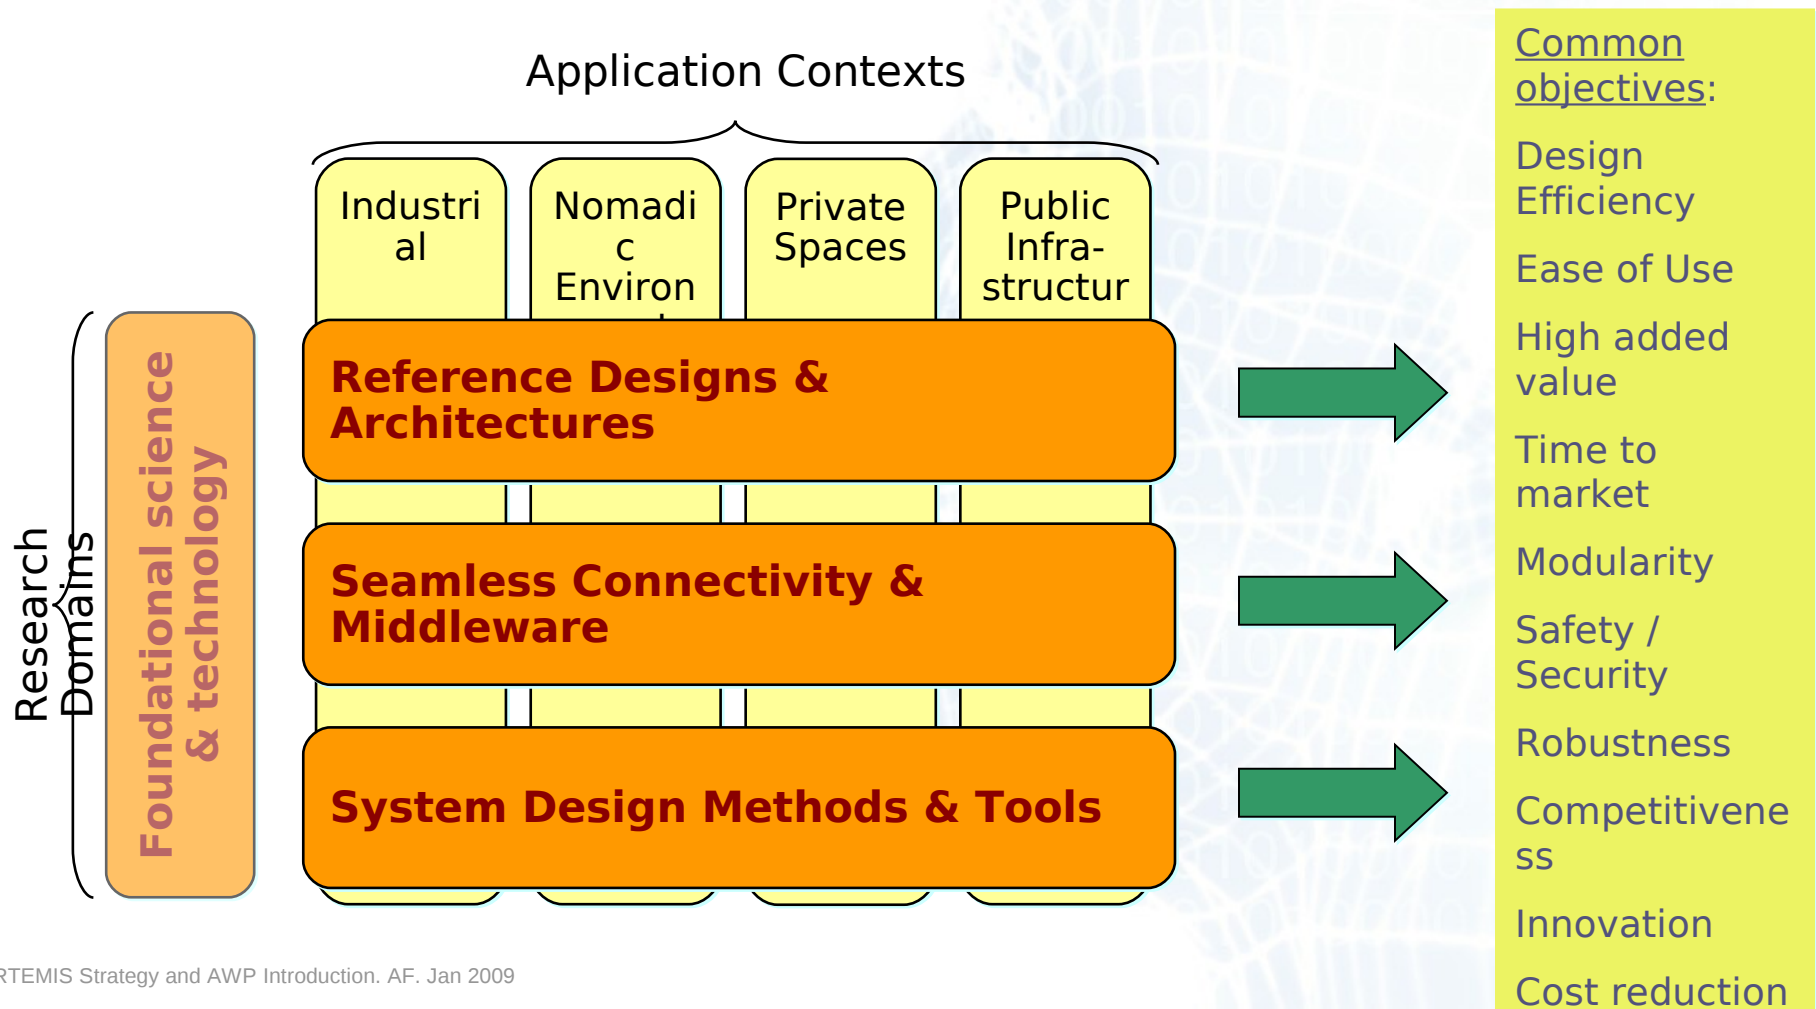 Application Contexts
Industri
al
Nomadi
c
Environ
Private
Spaces
Public
Infra-
structur
Research
Domains
Foundational science
& technology
Reference Designs &
Architectures
Seamless Connectivity &
Middleware
System Design Methods & Tools
Common
objectives:
Design
Efficiency
Ease of Use
High added
value
Time to
market
Modularity
Safety /
Security
Robustness
Competitivene
ss
Innovation
Cost reduction
RTEMIS Strategy and AWP Introduction. AF. Jan 2009